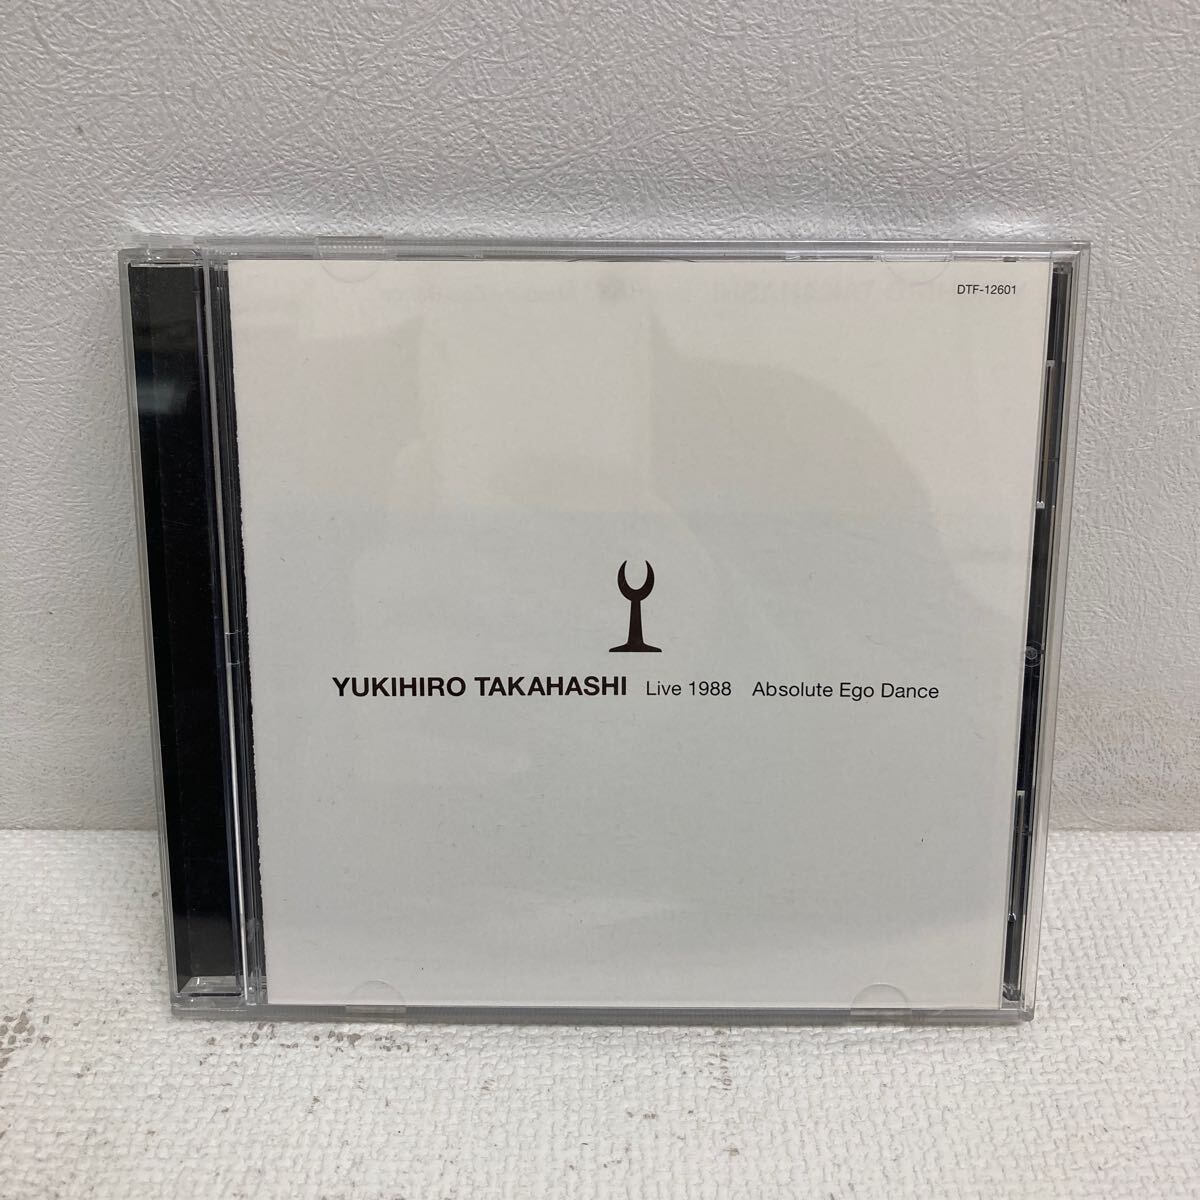 DTF-12601
YUKIHIRO TAKAHASHI Live 1988 Absolute Ego Dance